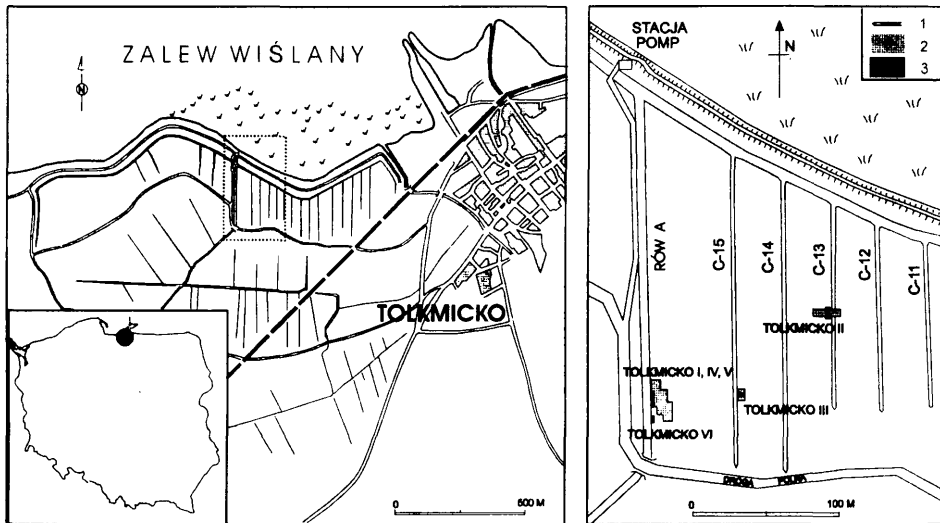 ZALEW WIŚLANY
N
TOLKMICKO
0 500 M
STACJA
POMP
N
1
2
3
RÓW A
C-15
C-14
C-13
C-12
C-11
TOLKMICKO II
TOLKMICKO I, IV, V
TOLKMICKO III
TOLKMICKO VI
DROGA POLNA
0 100 M